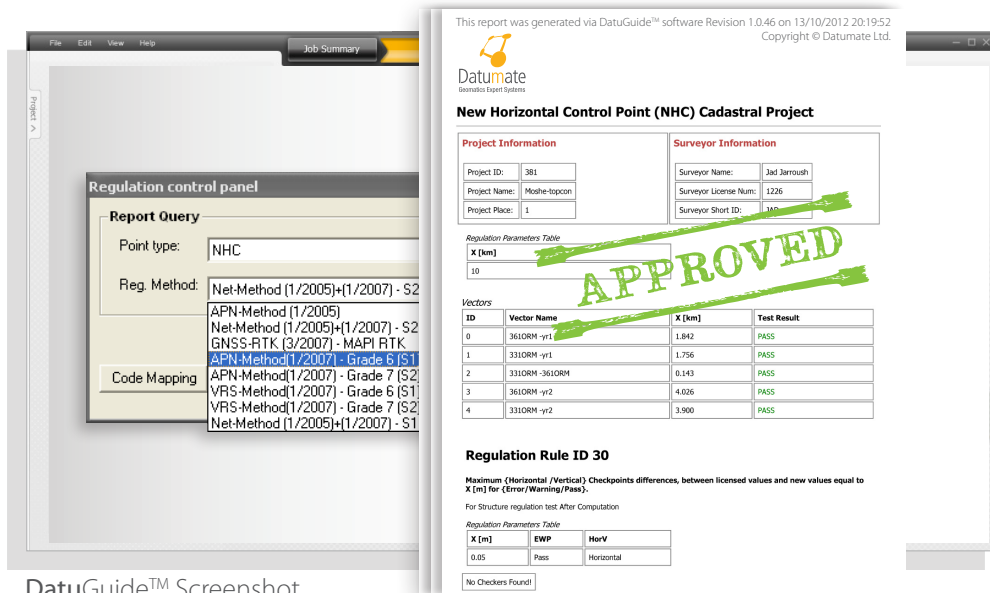 This report was generated via DatuGuide™ software Revision 1.0.46 on 13/10/2012 20:19:52
Copyright © Datumate Ltd.
File Edit View Help
Job Summary
Project
Datumate
Geomatics Expert Systems
New Horizontal Control Point (NHC) Cadastral Project
Project Information
Project ID: 381
Project Name: Moshe-topcon
Project Place: 1
Surveyor Information
Surveyor Name: Jad Jarroush
Surveyor License Num: 1226
Surveyor Short ID:
Regulation Parameters Table
X [km]
10
APPROVED
Vectors
ID Vector Name X [km] Test Result
0 361ORM -yr1 1.842 PASS
1 331ORM -yr1 1.756 PASS
2 331ORM -361ORM 0.143 PASS
3 361ORM -yr2 4.026 PASS
4 331ORM -yr2 3.900 PASS
Regulation Rule ID 30
Maximum {Horizontal /Vertical} Checkpoints differences, between licensed values and new values equal to
X [m] for {Error/Warning/Pass}.
For Structure regulation test After Computation
Regulation Parameters Table
X [m] EWP HorV
0.05 Pass Horizontal
No Checkers Found!
Regulation control panel
Report Query
Point type: NHC
Reg. Method: Net-Method (1/2005)+(1/2007) - S2
APN-Method (1/2005)
Net-Method (1/2005)+(1/2007) - S2
GNSS-RTK (3/2007) - MAPI RTK
APN-Method(1/2007) - Grade 6 (S1)
APN-Method(1/2007) - Grade 7 (S2)
VRS-Method(1/2007) - Grade 6 (S1)
VRS-Method(1/2007) - Grade 7 (S2)
Net-Method (1/2005)+(1/2007) - S1
Code Mapping
DatuGuide™ Screenshot